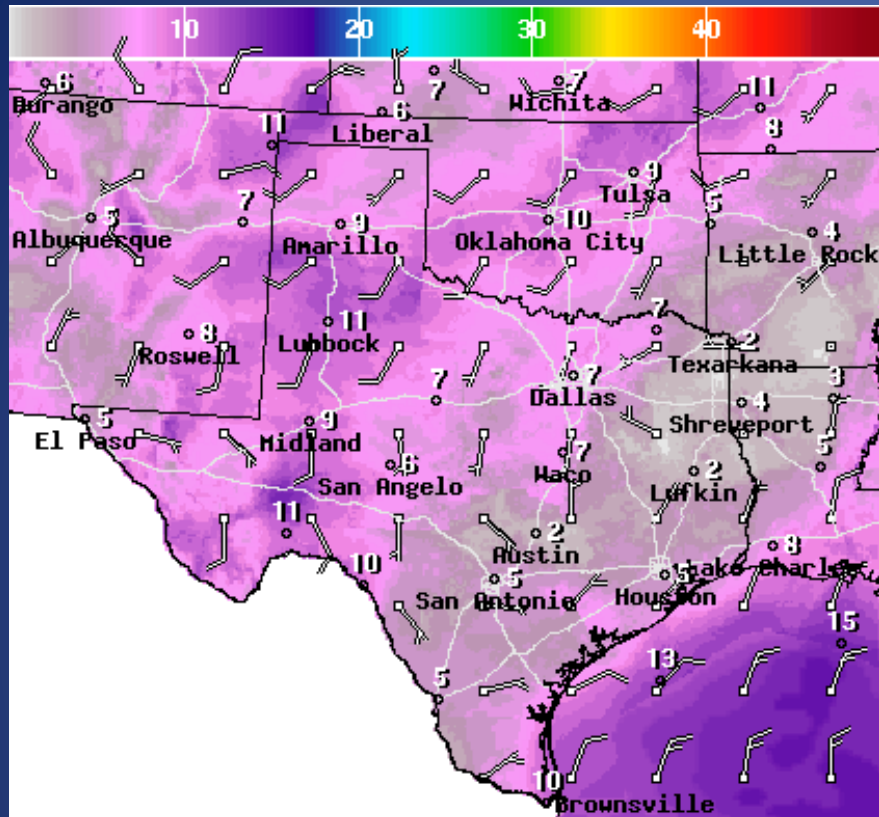 10 20 30 40
6 7 7 11
Durango Wichita
6
Liberal
11 8
9
Tulsa
5 7 9 10 5 4
Albuquerque Amarillo Oklahoma City Little Rock
8 11 7
Roswell Lubbock 2
Texarkana
7 7
Dallas
5 9 4 3
El Paso Midland Shreveport
6 7 2 5
San Angelo Waco Lufkin
11 2 8
Austin Lake Charles
10 5 5
San Antonio Houston
13 15
5
10
Brownsville